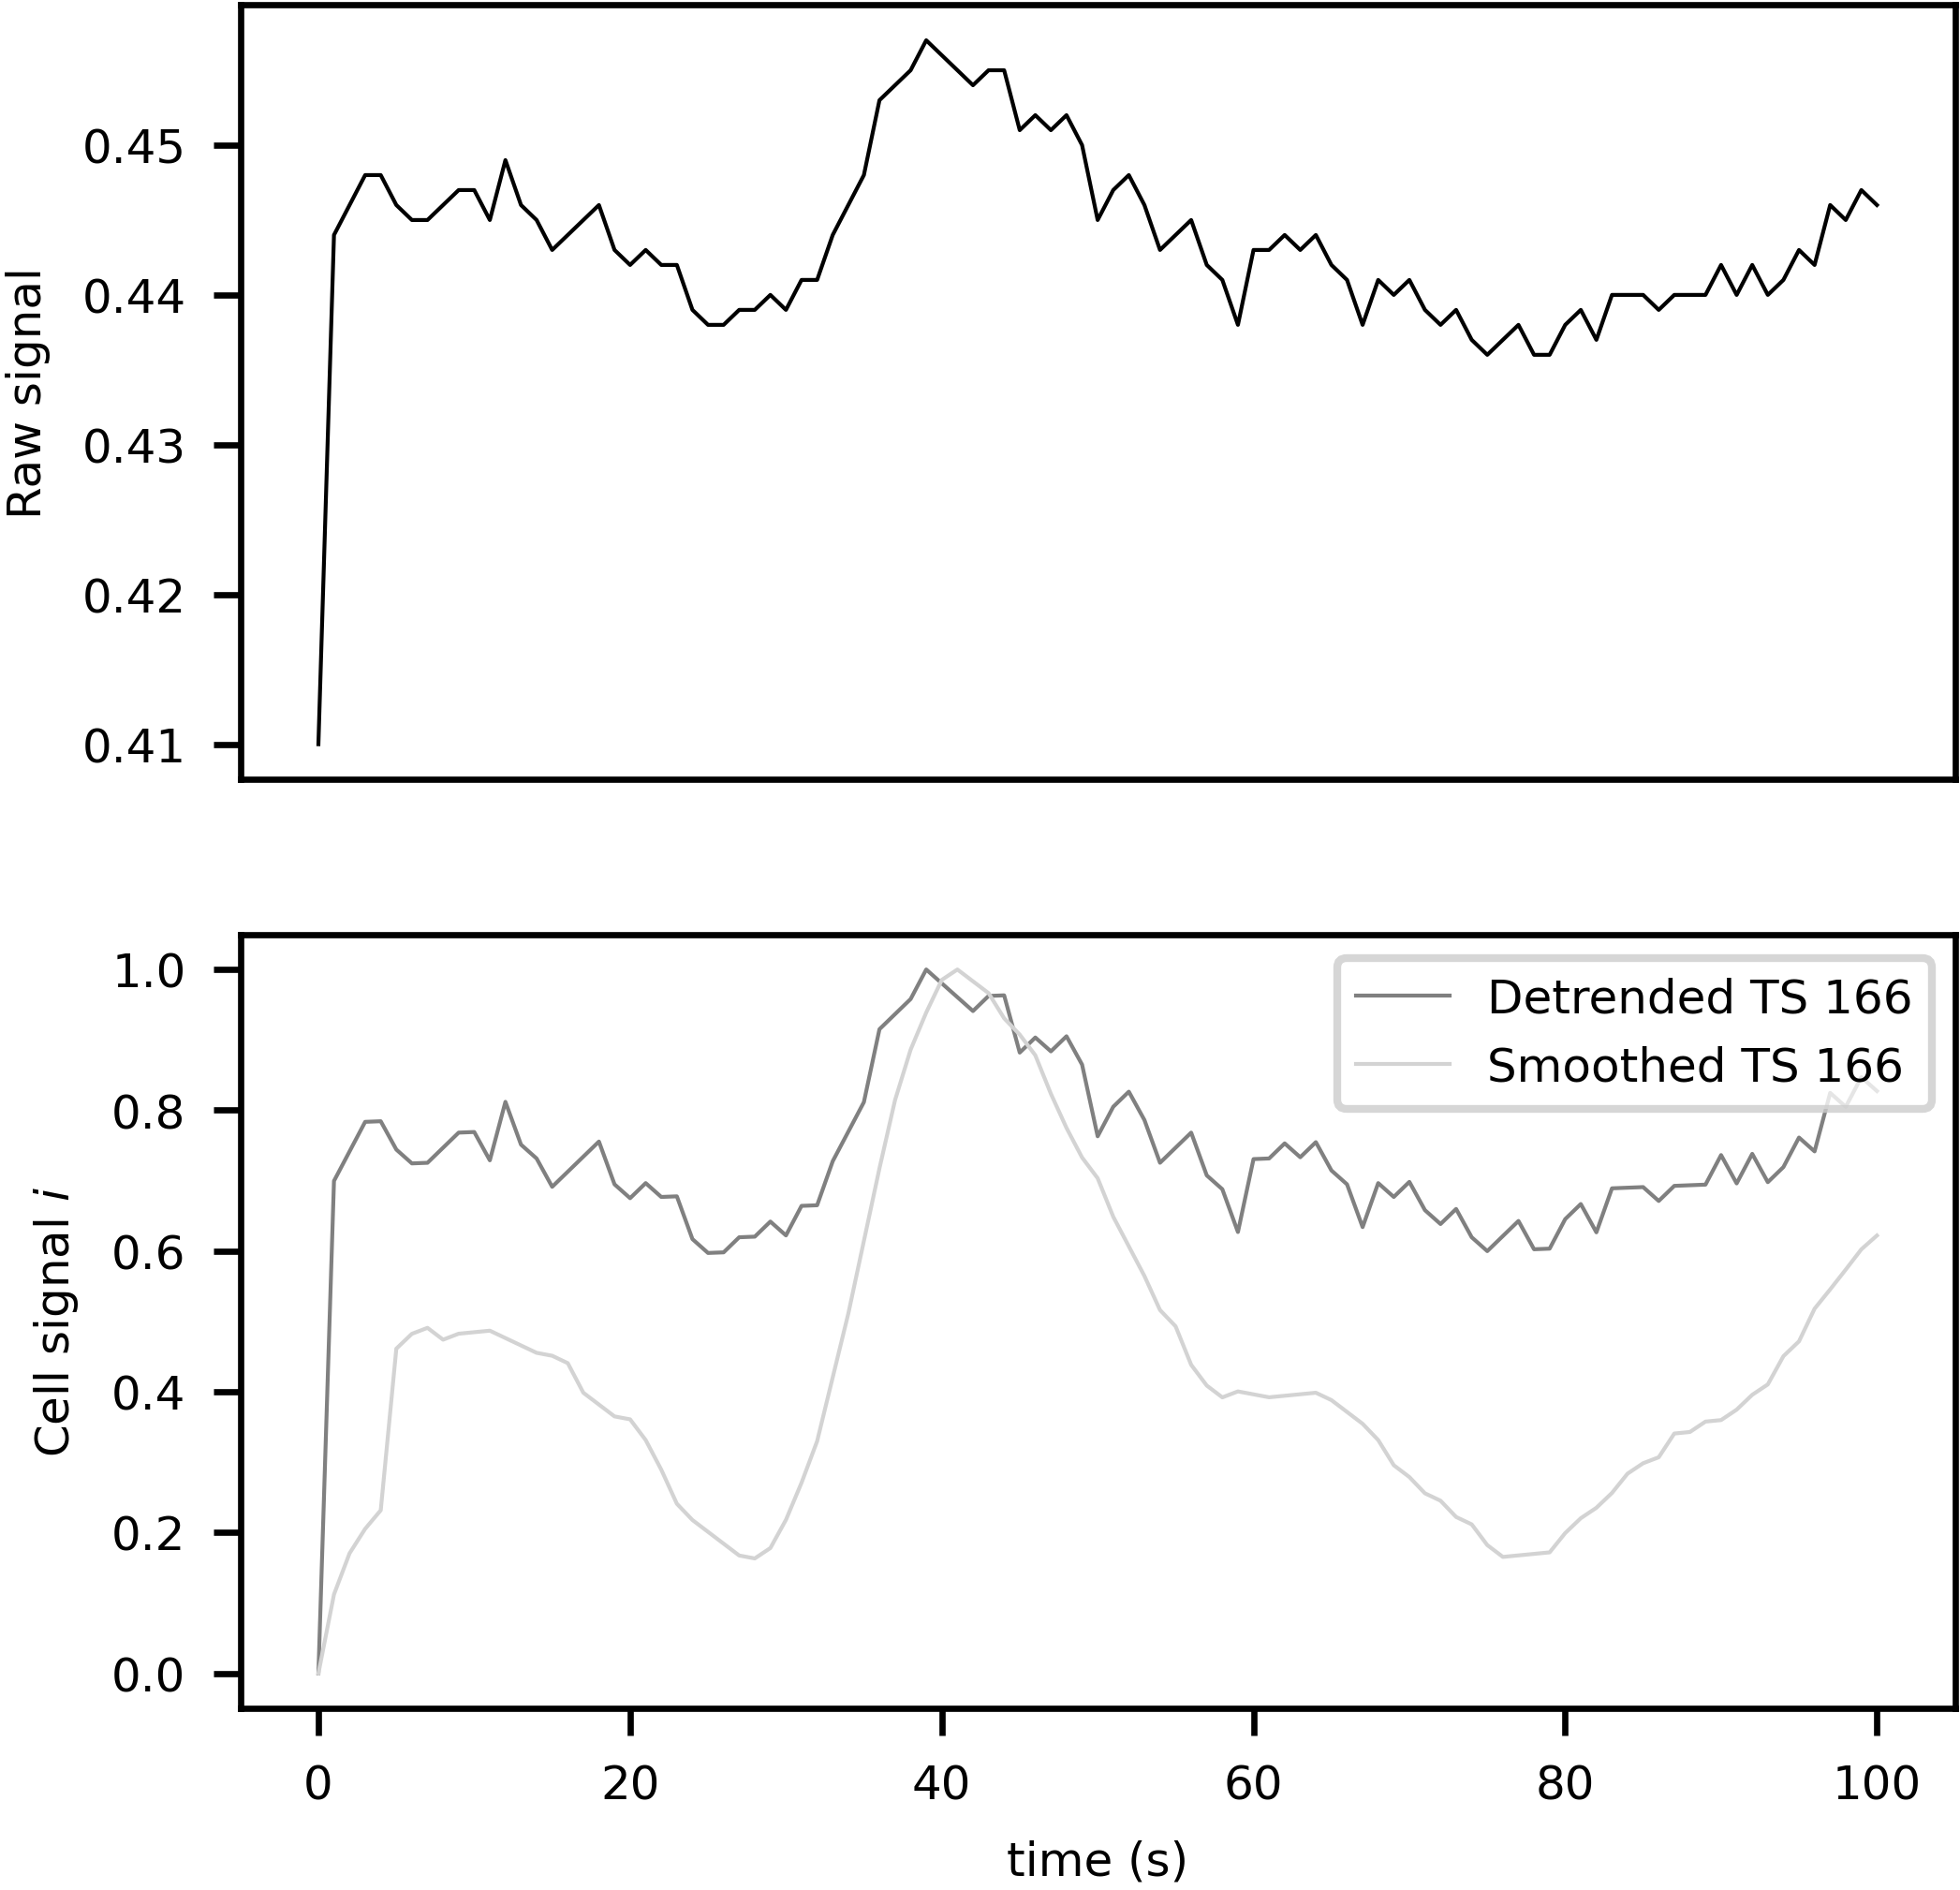 Raw signal
0.45
0.44
0.43
0.42
0.41
Cell signal i
1.0
0.8
0.6
0.4
0.2
0.0
Detrended TS 166
Smoothed TS 166
0 20 40 60 80 100
time (s)